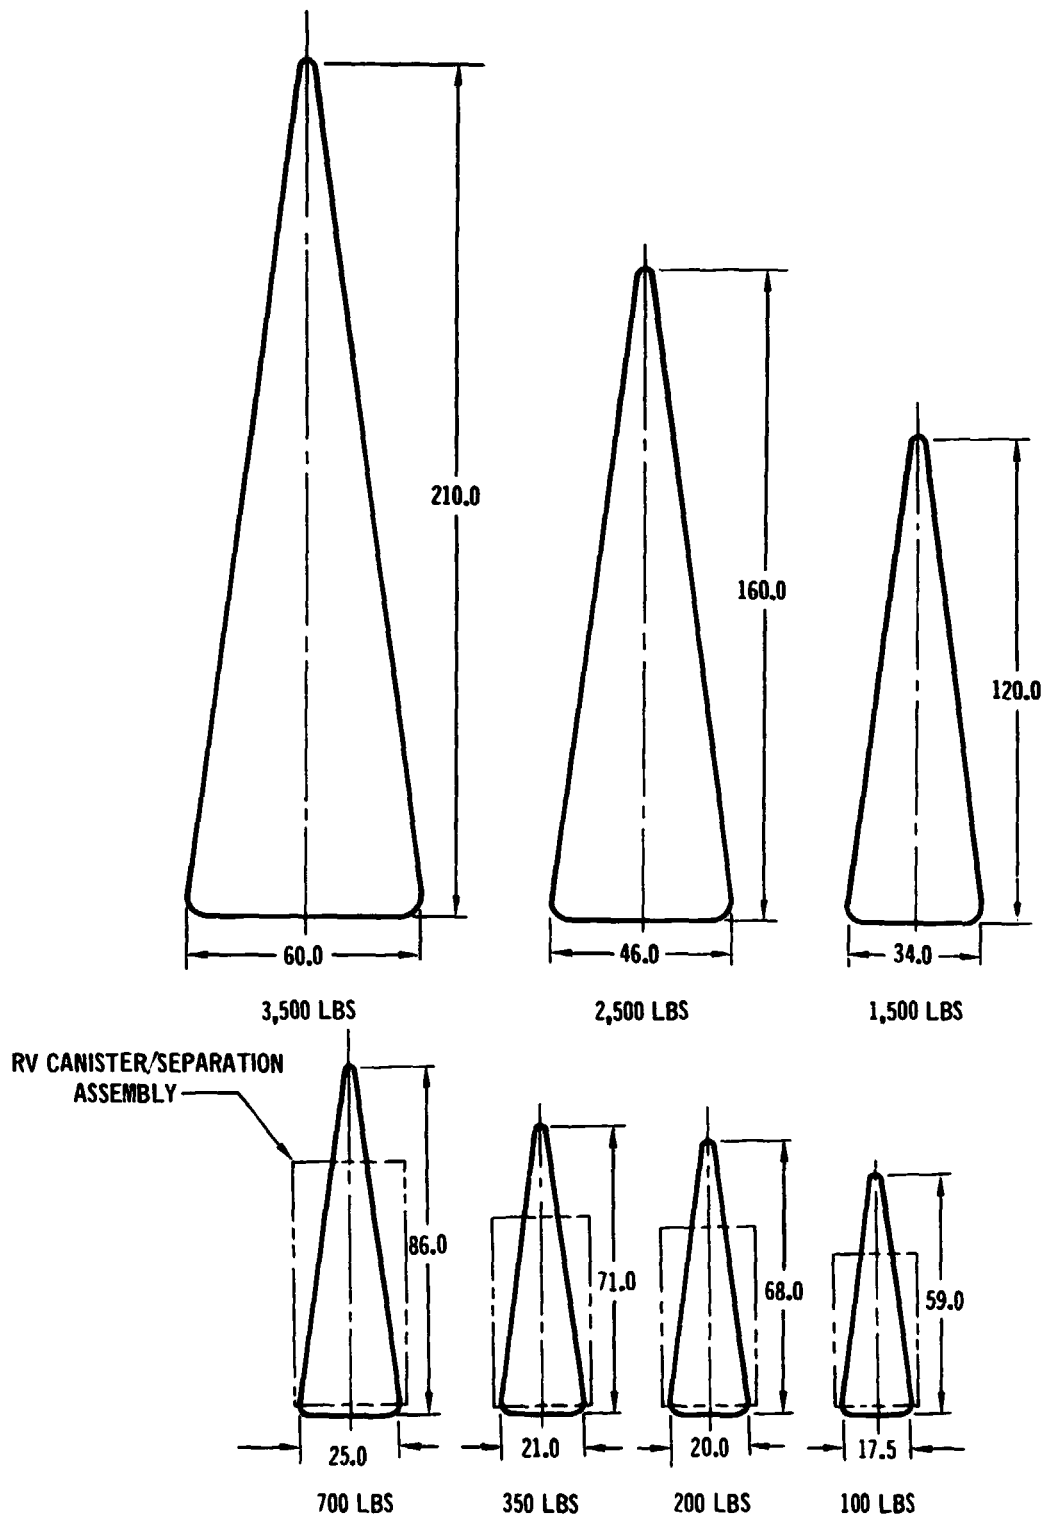 210.0
160.0
120.0
60.0
46.0
34.0
3,500 LBS
2,500 LBS
1,500 LBS
RV CANISTER/SEPARATION
ASSEMBLY
86.0
71.0
68.0
59.0
25.0
21.0
20.0
17.5
700 LBS
350 LBS
200 LBS
100 LBS